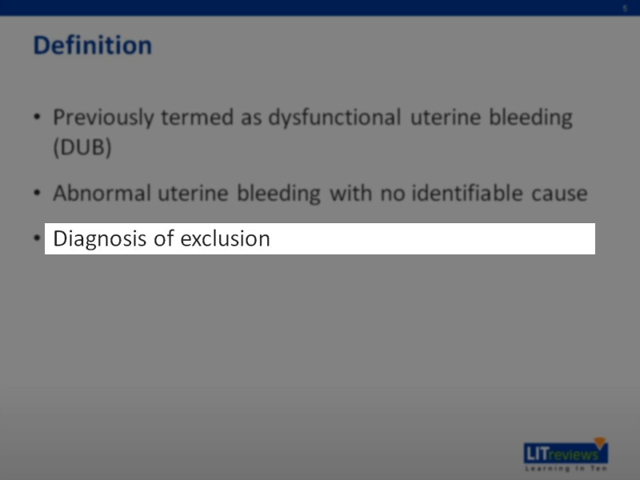 5
Definition
• Previously termed as dysfunctional uterine bleeding
(DUB)
• Abnormal uterine bleeding with no identifiable cause
• Diagnosis of exclusion
LITreviews
Learning In Ten